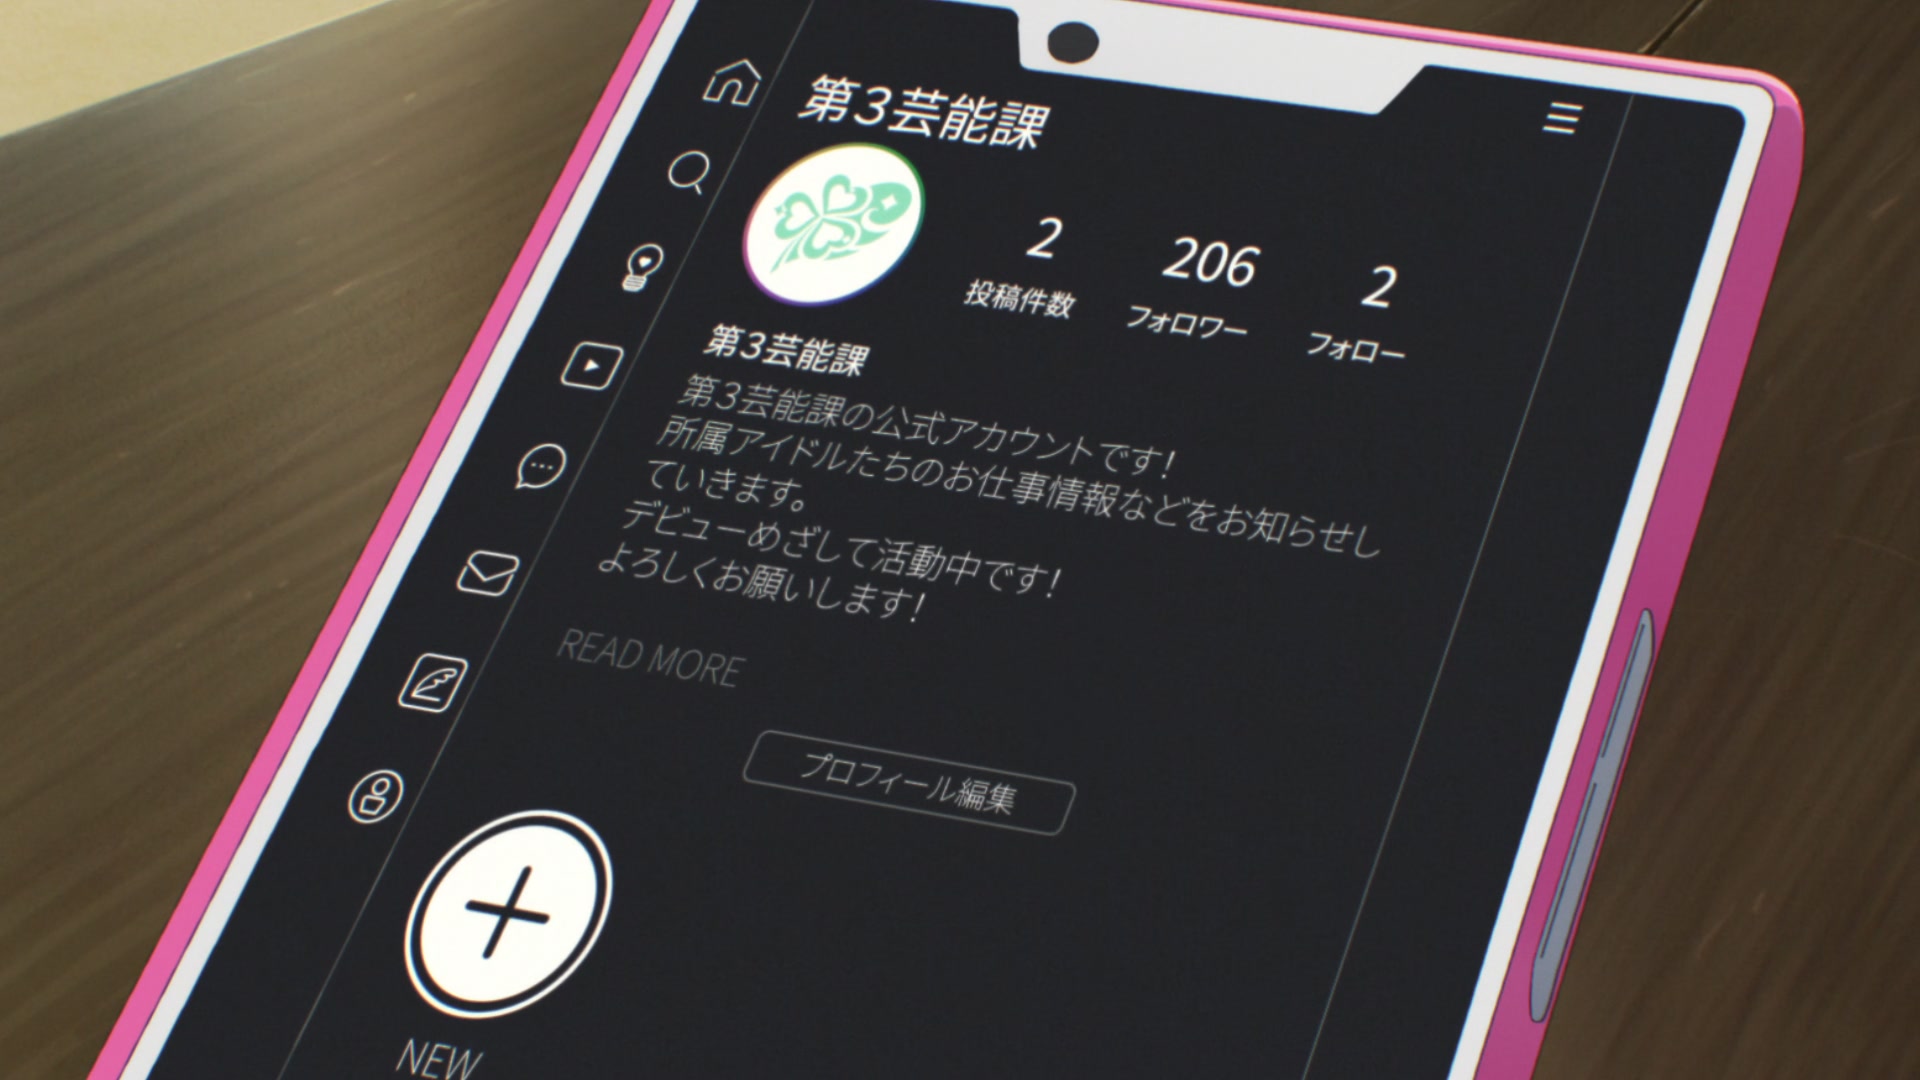 第3芸能課
2 206 2
投稿件数 フォロワー フォロー
第3芸能課
第3芸能課の公式アカウントです!
所属アイドルたちのお仕事情報などをお知らせし
ていきます。
デビューめざして活動中です!
よろしくお願いします!
READ MORE
プロフィール編集
NEW